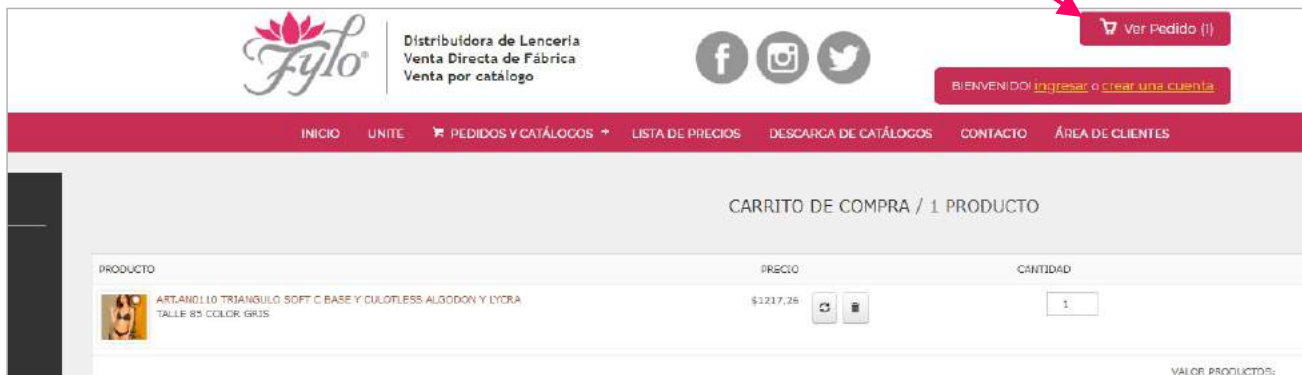 Fylo®
Distribuidora de Lencería
Venta Directa de Fábrica
Venta por catálogo
Ver Pedido (1)
BIENVENIDO! ingresar o crear una cuenta
INICIO UNITE PEDIDOS Y CATÁLOGOS + LISTA DE PRECIOS DESCARGA DE CATÁLOGOS CONTACTO ÁREA DE CLIENTES
CARRITO DE COMPRA / 1 PRODUCTO
PRODUCTO PRECIO CANTIDAD
ART.AN0110 TRIANGULO SOFT C BASE Y CULOTLESS ALGODON Y LYCRA $1217,26 1
TALLE 85 COLOR GRIS
VALOR PRODUCTOS: